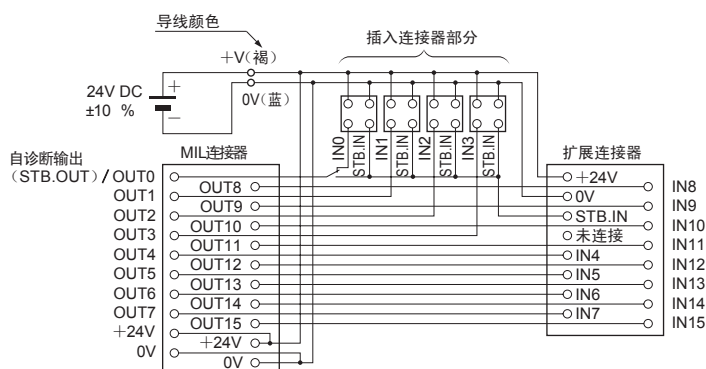 导线颜色
插入连接器部分
+V(褐)
0V(蓝)
24V DC
±10 %
+
−
IN0
STB.IN
IN1
STB.IN
IN2
STB.IN
IN3
STB.IN
自诊断输出
(STB.OUT)/OUT0
OUT1
OUT2
OUT3
OUT4
OUT5
OUT6
OUT7
+24V
0V
MIL连接器
OUT8
OUT9
OUT10
OUT11
OUT12
OUT13
OUT14
OUT15
+24V
0V
扩展连接器
+24V
0V
STB.IN
未连接
IN4
IN5
IN6
IN7
IN8
IN9
IN10
IN11
IN12
IN13
IN14
IN15